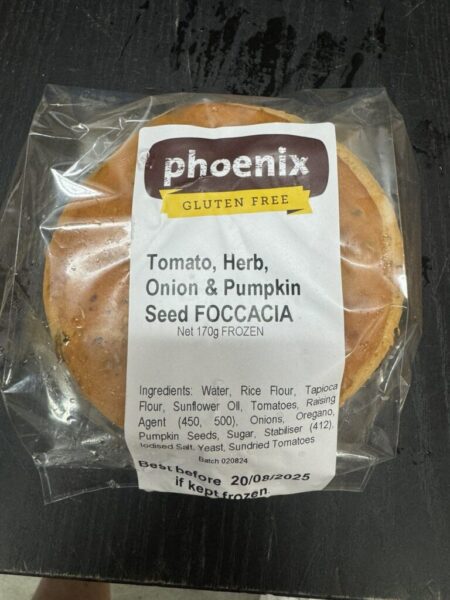 phoenix
GLUTEN FREE
Tomato, Herb,
Onion & Pumpkin
Seed FOCCACIA
Net 170g FROZEN
Ingredients: Water, Rice Flour, Tapioca
Flour, Sunflower Oil, Tomatoes, Raising
Agent (450, 500), Onions, Oregano,
Pumpkin Seeds, Sugar, Stabiliser (412),
Iodised Salt, Yeast, Sundried Tomatoes
Batch 020824
Best before 20/08/2025
if kept frozen